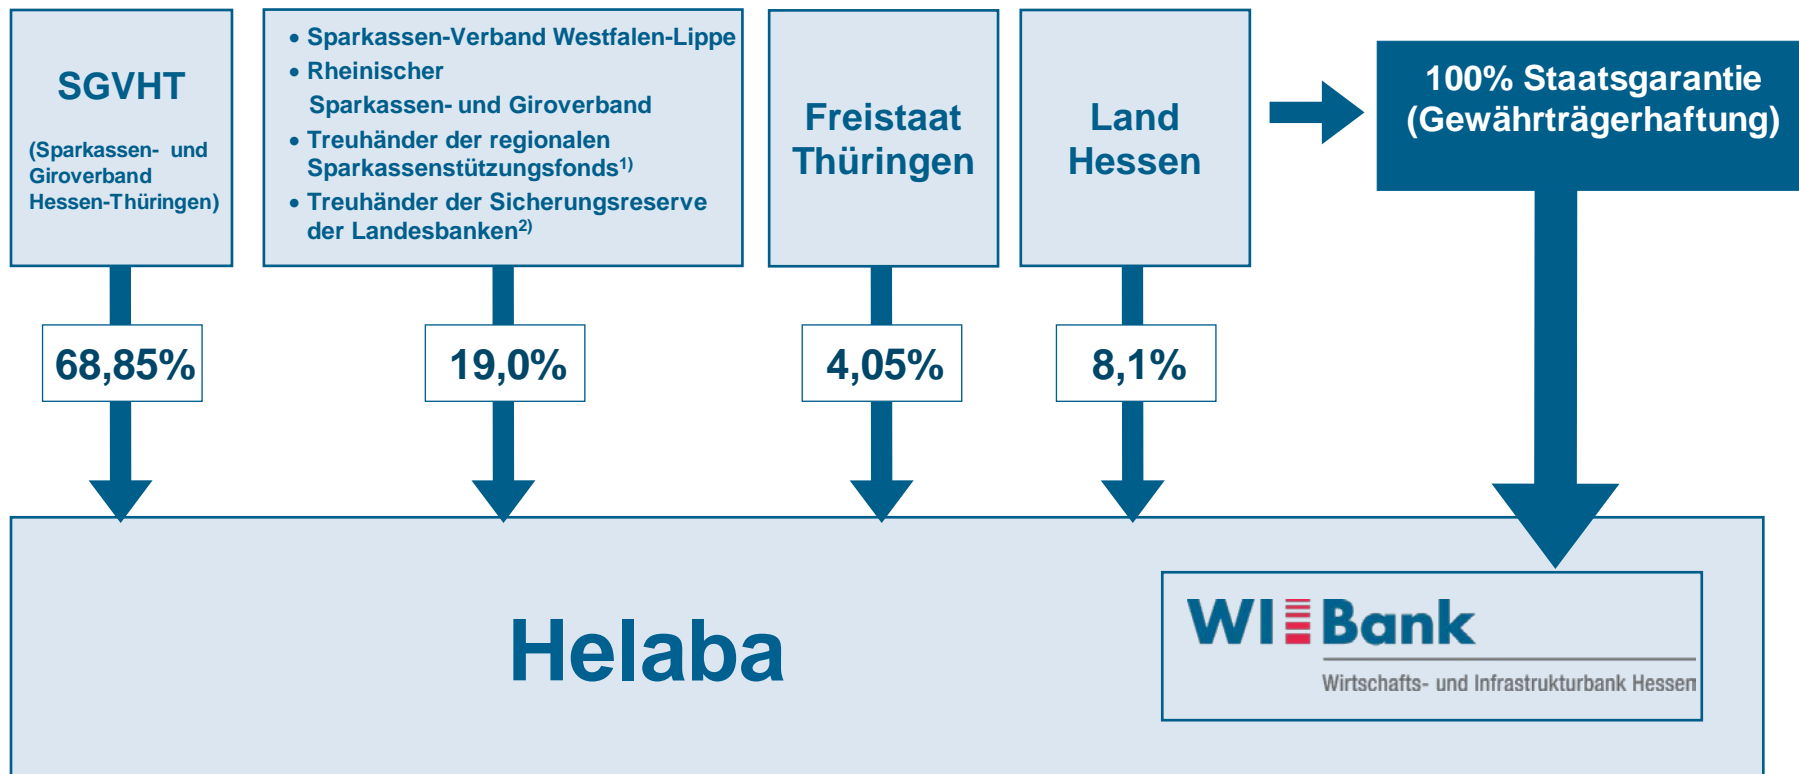 SGVHT
(Sparkassen- und
Giroverband
Hessen-Thüringen)
• Sparkassen-Verband Westfalen-Lippe
• Rheinischer
Sparkassen- und Giroverband
• Treuhänder der regionalen
Sparkassenstützungsfonds1)
• Treuhänder der Sicherungsreserve
der Landesbanken2)
Freistaat
Thüringen
Land
Hessen
100% Staatsgarantie
(Gewährträgerhaftung)
68,85%
19,0%
4,05%
8,1%
Helaba
WIBank
Wirtschafts- und Infrastrukturbank Hessen